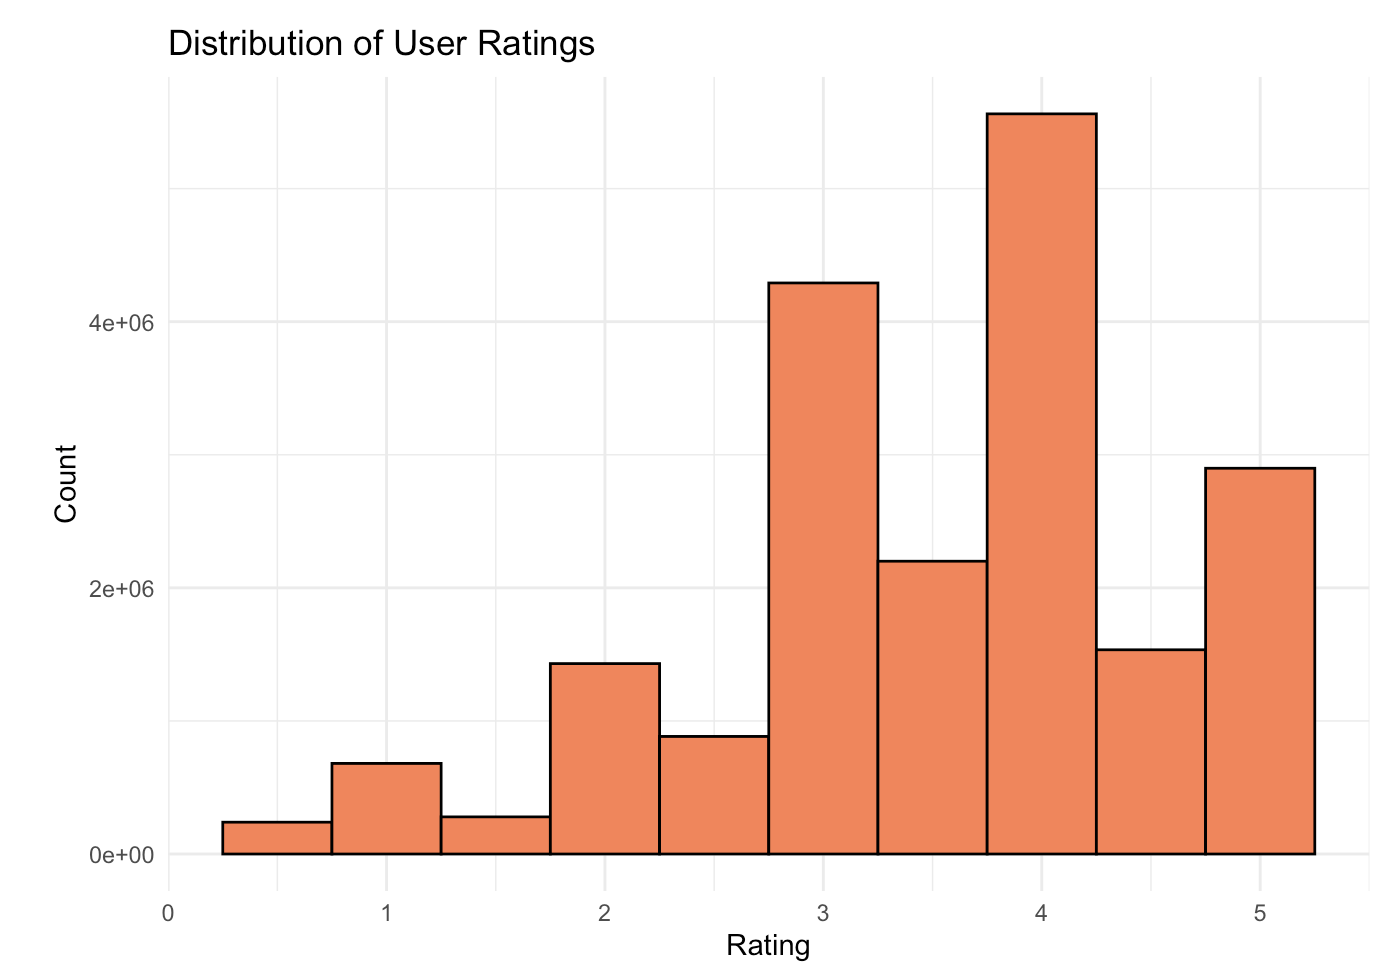 Distribution of User Ratings
Count
4e+06
2e+06
0e+00
0 1 2 3 4 5
Rating